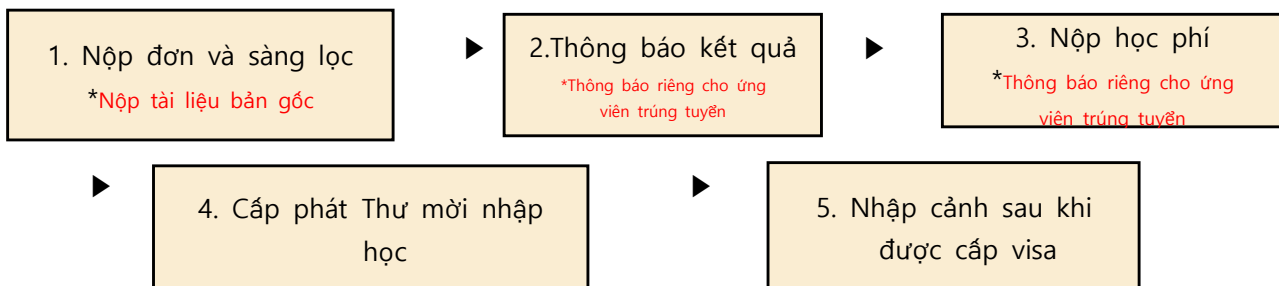 1. Nộp đơn và sàng lọc
*Nộp tài liệu bản gốc
▶
2.Thông báo kết quả
*Thông báo riêng cho ứng
viên trúng tuyển
▶
3. Nộp học phí
*Thông báo riêng cho ứng
viên trúng tuyển
▶
4. Cấp phát Thư mời nhập
học
▶
5. Nhập cảnh sau khi
được cấp visa